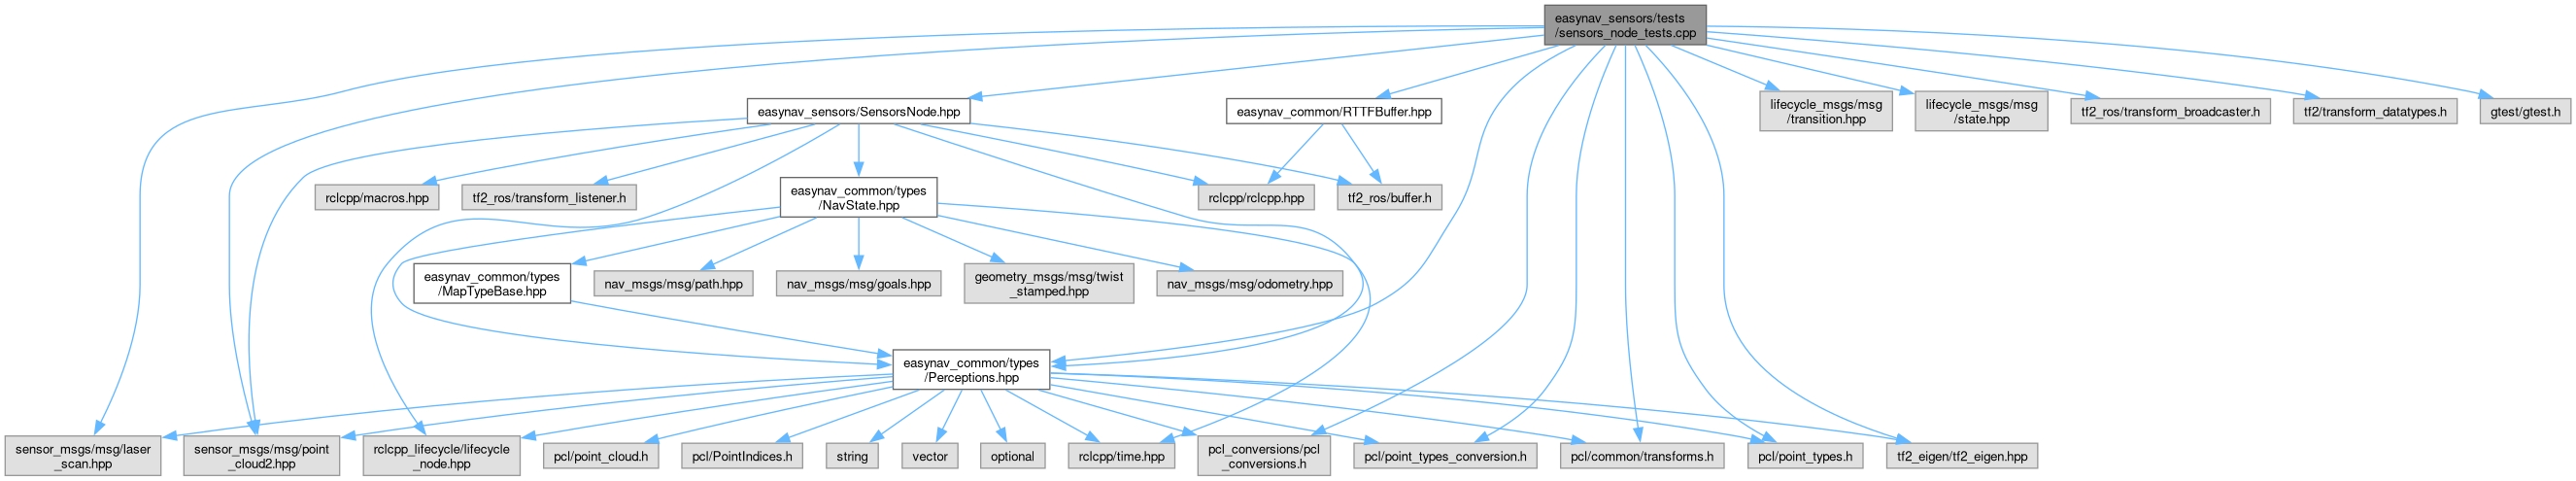 easynav_sensors/tests
/sensors_node_tests.cpp
easynav_sensors/SensorsNode.hpp
easynav_common/RTTFBuffer.hpp
lifecycle_msgs/msg
/transition.hpp
lifecycle_msgs/msg
/state.hpp
tf2_ros/transform_broadcaster.h
tf2/transform_datatypes.h
gtest/gtest.h
rclcpp/macros.hpp
tf2_ros/transform_listener.h
easynav_common/types
/NavState.hpp
rclcpp/rclcpp.hpp
tf2_ros/buffer.h
easynav_common/types
/MapTypeBase.hpp
nav_msgs/msg/path.hpp
nav_msgs/msg/goals.hpp
geometry_msgs/msg/twist
_stamped.hpp
nav_msgs/msg/odometry.hpp
easynav_common/types
/Perceptions.hpp
sensor_msgs/msg/laser
_scan.hpp
sensor_msgs/msg/point
_cloud2.hpp
rclcpp_lifecycle/lifecycle
_node.hpp
pcl/point_cloud.h
pcl/PointIndices.h
string
vector
optional
rclcpp/time.hpp
pcl_conversions/pcl
_conversions.h
pcl/point_types_conversion.h
pcl/common/transforms.h
pcl/point_types.h
tf2_eigen/tf2_eigen.hpp